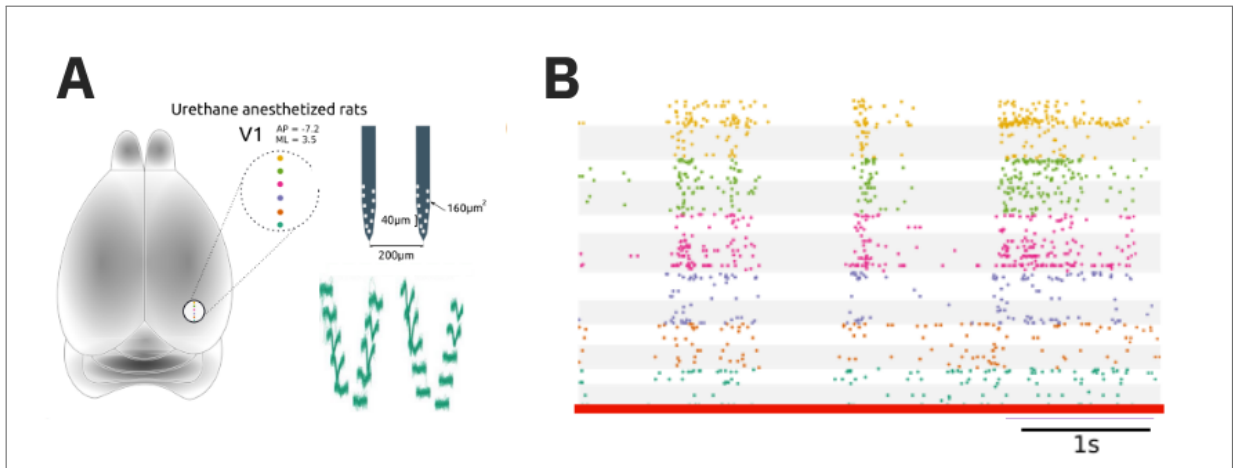 A
B
Urethane anesthetized rats
V1
AP = -7.2
ML = 3.5
40μm
160μm²
200μm
1s